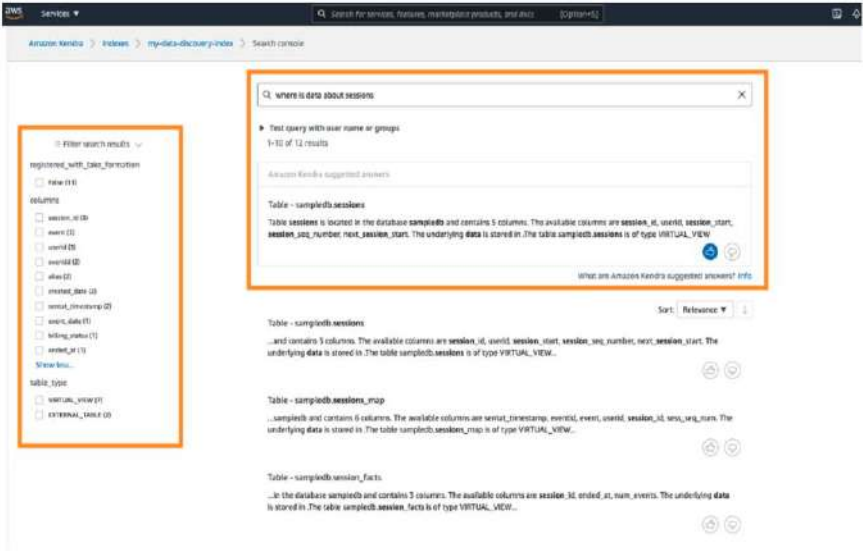 aws
Services ▼
Search for services, features, marketplace products, and docs [Option+S]
Amazon Kendra > Indexes > my-data-discovery-index > Search console
where is data about sessions
Test query with user name or groups
1-10 of 12 results
Amazon Kendra suggested answers
Table - sampledb.sessions
Table sessions is located in the database sampledb and contains 5 columns. The available columns are session_id, userid, session_start,
session_seq_number, next_session_start. The underlying data is stored in .The table sampledb.sessions is of type VIRTUAL_VIEW
What are Amazon Kendra suggested answers? Info
Filter search results
registered_with_lake_formation
False (11)
columns
session_id (3)
event (3)
userid (3)
eventid (2)
alias (2)
created_date (2)
sentat_timestamp (2)
event_date (1)
billing_status (1)
ended_at (1)
Show less...
table_type
VIRTUAL_VIEW (7)
EXTERNAL_TABLE (2)
Sort: Relevance ▼
Table - sampledb.sessions
...and contains 5 columns. The available columns are session_id, userid, session_start, session_seq_number, next_session_start. The
underlying data is stored in .The table sampledb.sessions is of type VIRTUAL_VIEW...
Table - sampledb.sessions_map
...sampledb and contains 6 columns. The available columns are sentat_timestamp, eventid, event, userid, session_id, sess_seq_num. The
underlying data is stored in .The table sampledb.sessions_map is of type VIRTUAL_VIEW...
Table - sampledb.session_facts
...in the database sampledb and contains 3 columns. The available columns are session_id, ended_at, num_events. The underlying data
is stored in .The table sampledb.session_facts is of type VIRTUAL_VIEW...